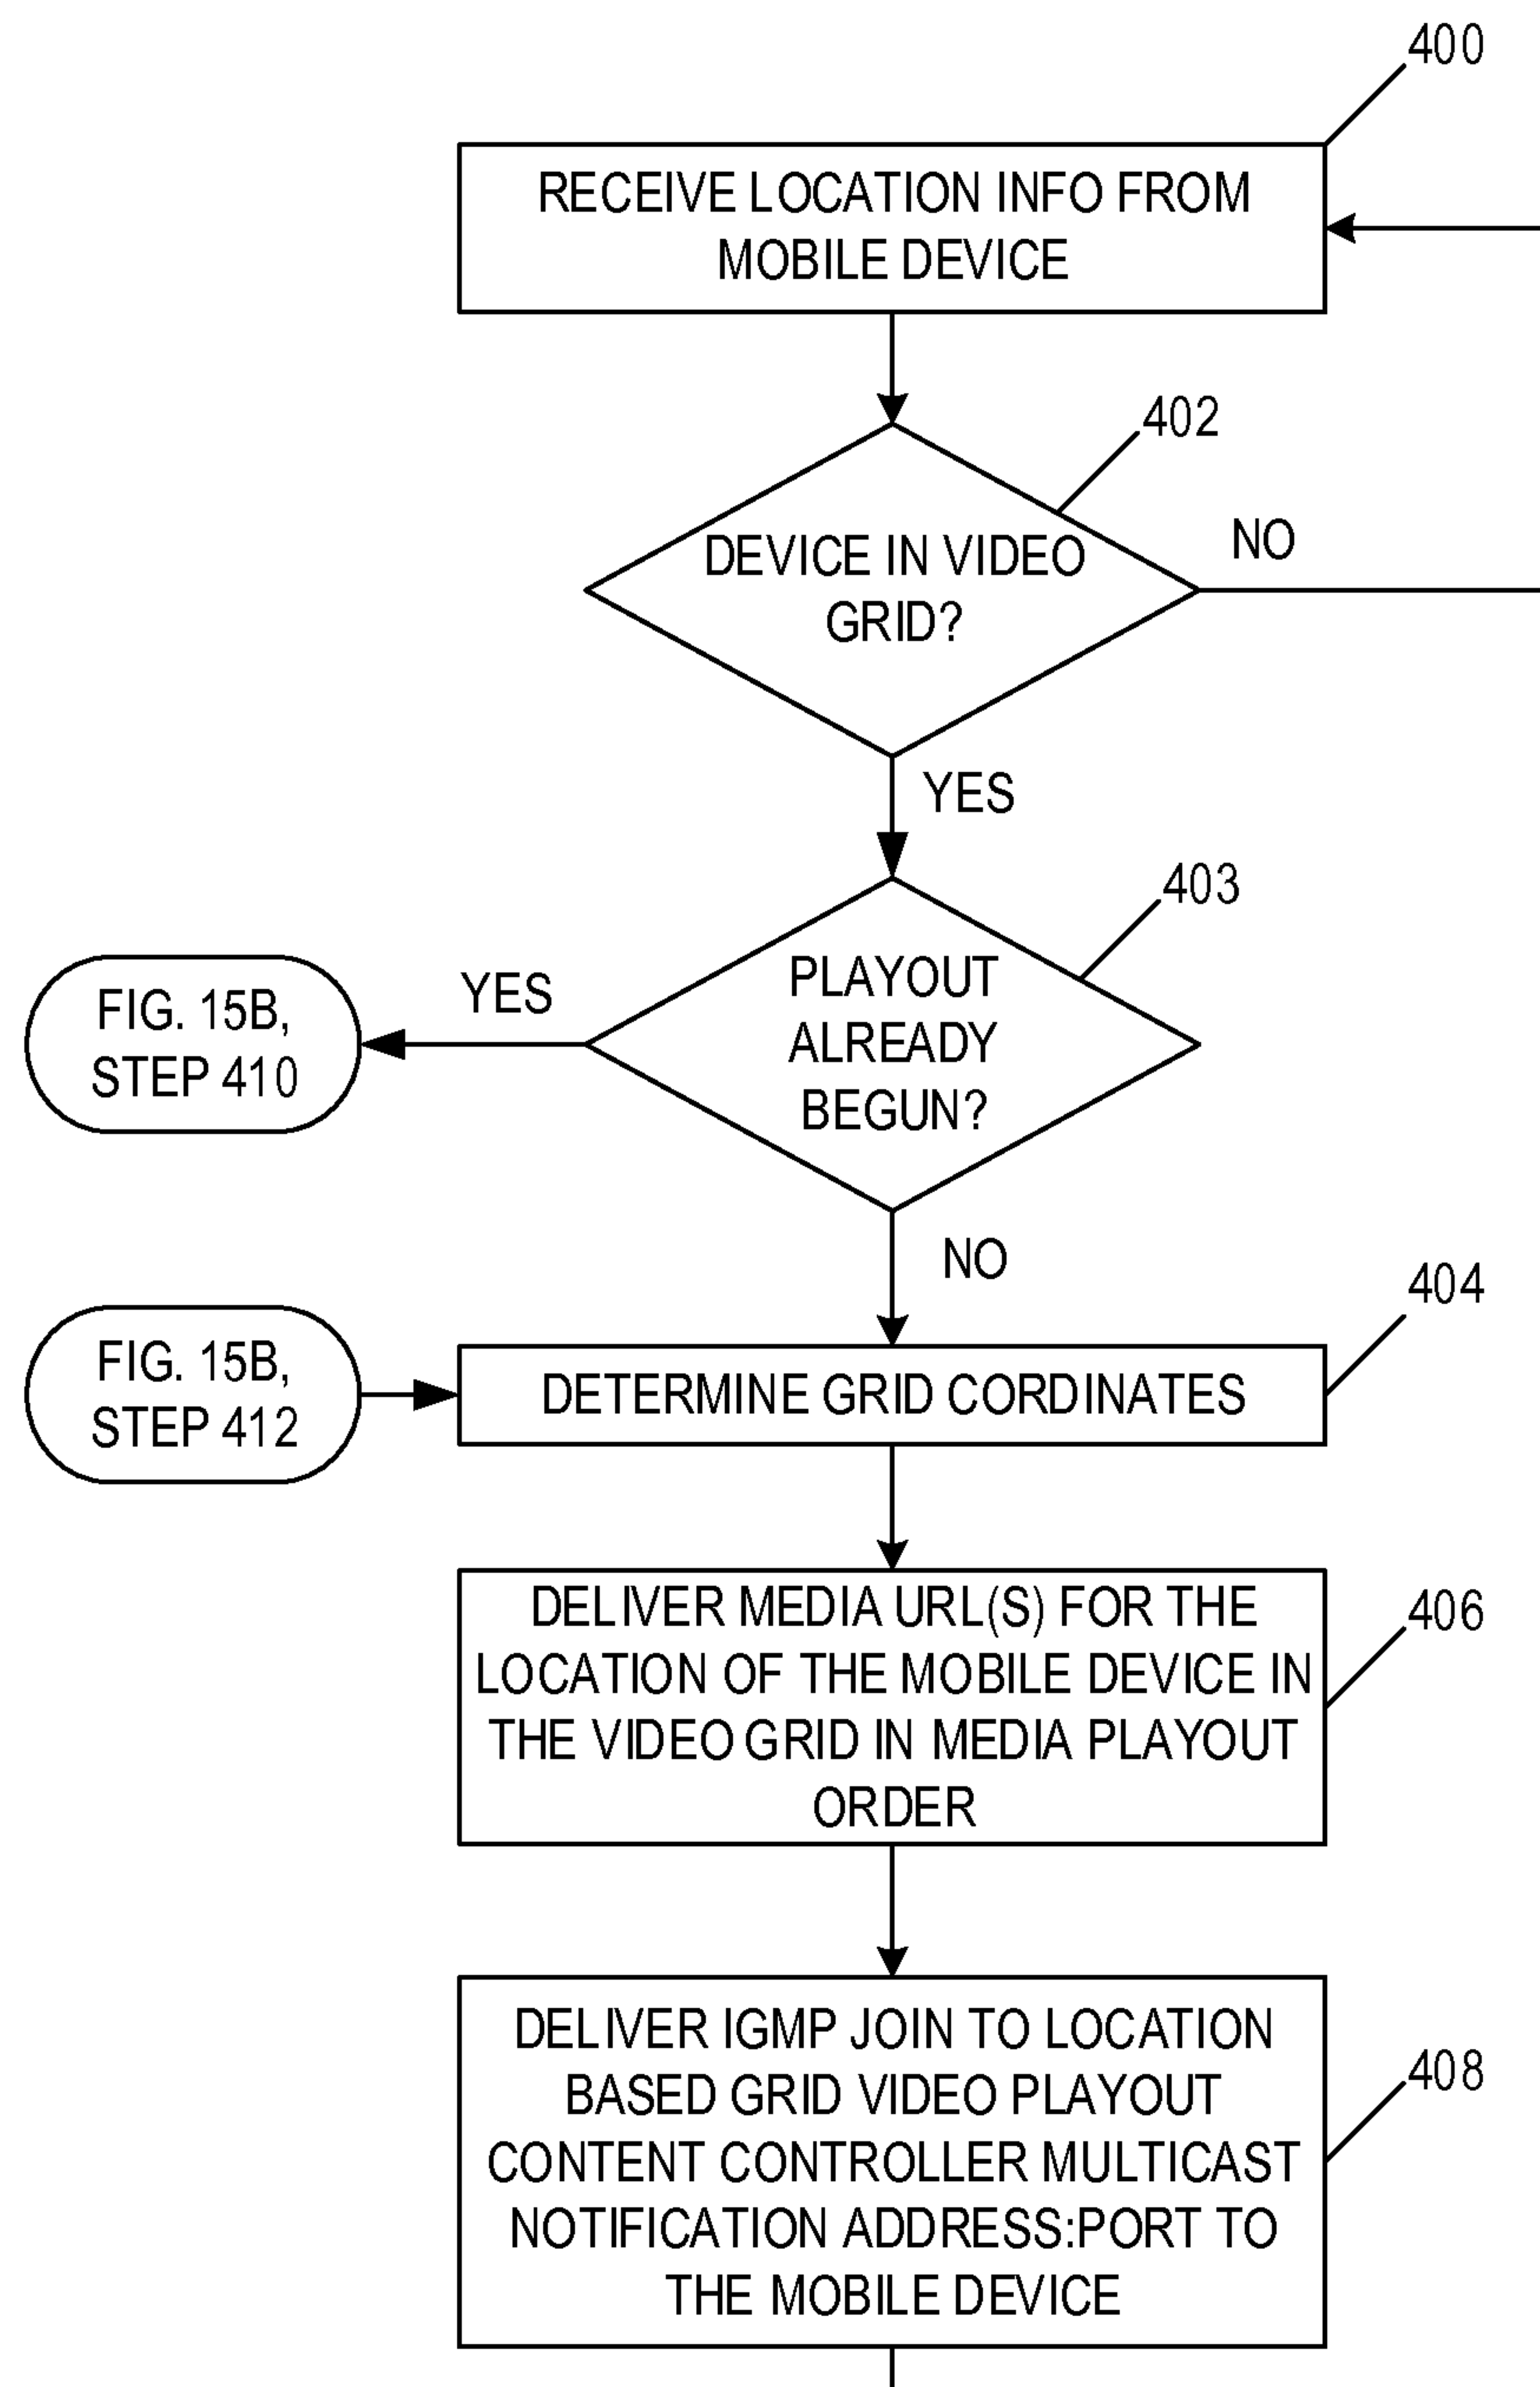 400
RECEIVE LOCATION INFO FROM
MOBILE DEVICE
402
DEVICE IN VIDEO
GRID?
NO
YES
403
PLAYOUT
ALREADY
BEGUN?
YES
FIG. 15B,
STEP 410
NO
404
FIG. 15B,
STEP 412
DETERMINE GRID CORDINATES
406
DELIVER MEDIA URL(S) FOR THE
LOCATION OF THE MOBILE DEVICE IN
THE VIDEO GRID IN MEDIA PLAYOUT
ORDER
408
DELIVER IGMP JOIN TO LOCATION
BASED GRID VIDEO PLAYOUT
CONTENT CONTROLLER MULTICAST
NOTIFICATION ADDRESS:PORT TO
THE MOBILE DEVICE